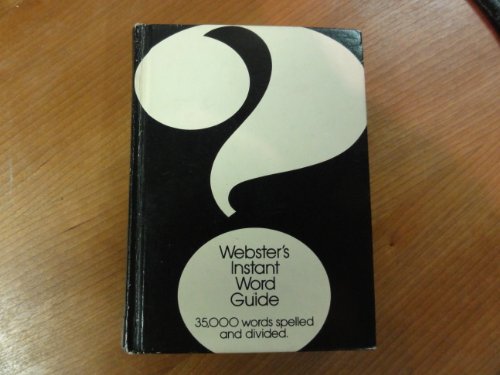 Webster's
Instant
Word
Guide
35,000 words spelled
and divided.